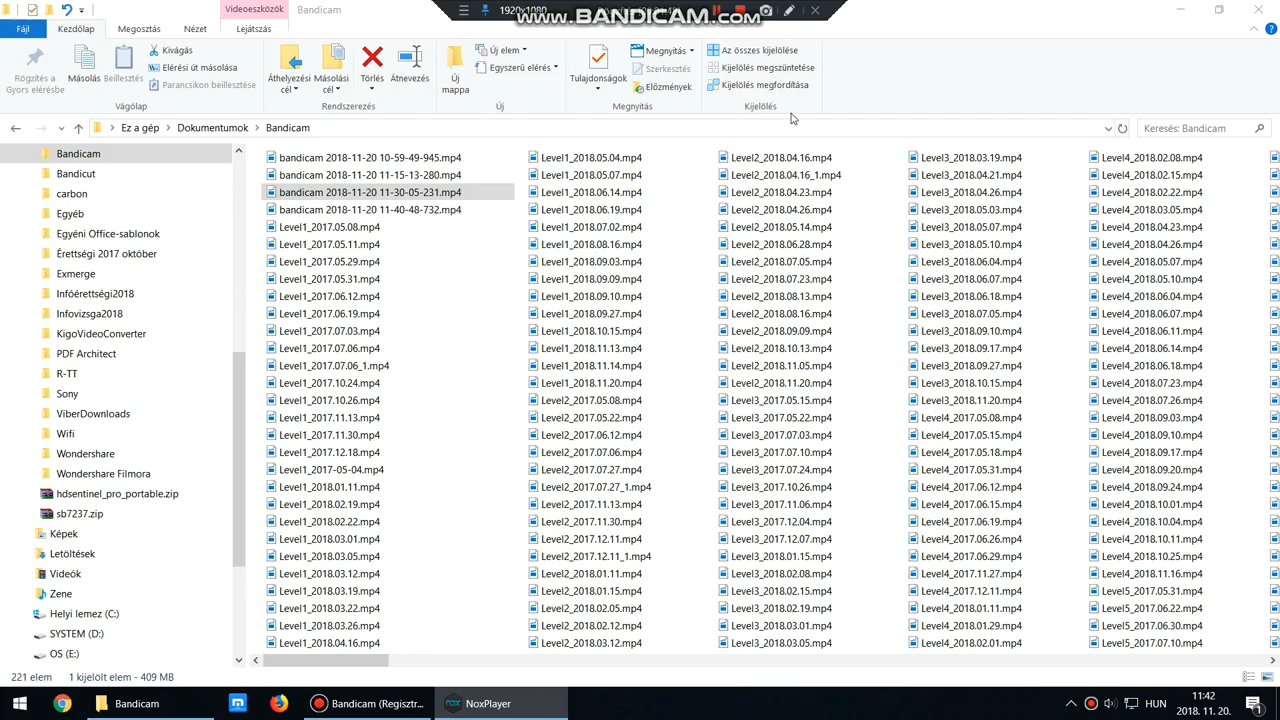 Videoeszközök
Bandicam
1920x1080
www.BANDICAM.com
Fájl
Kezdőlap
Megosztás
Nézet
Lejátszás
Rögzítés a Gyors elérésbe
Másolás
Beillesztés
Kivágás
Elérési út másolása
Parancsikon beillesztése
Áthelyezési cél
Másolási cél
Törlés
Átnevezés
Új mappa
Új elem
Egyszerű elérés
Tulajdonságok
Megnyitás
Szerkesztés
Előzmények
Az összes kijelölése
Kijelölés megszüntetése
Kijelölés megfordítása
Vágólap
Rendszerezés
Új
Megnyitás
Kijelölés
Ez a gép
Dokumentumok
Bandicam
Keresés: Bandicam
Bandicam
Bandicut
carbon
Egyéb
Egyéni Office-sablonok
Érettségi 2017 október
Exmerge
Infóérettségi2018
Infovizsga2018
KigoVideoConverter
PDF Architect
R-TT
Sony
ViberDownloads
Wifi
Wondershare
Wondershare Filmora
hdsentinel_pro_portable.zip
sb7237.zip
Képek
Letöltések
Videók
Zene
Helyi lemez (C:)
SYSTEM (D:)
OS (E:)
bandicam 2018-11-20 10-59-49-945.mp4
bandicam 2018-11-20 11-15-13-280.mp4
bandicam 2018-11-20 11-30-05-231.mp4
bandicam 2018-11-20 11-40-48-732.mp4
Level1_2017.05.08.mp4
Level1_2017.05.11.mp4
Level1_2017.05.29.mp4
Level1_2017.05.31.mp4
Level1_2017.06.12.mp4
Level1_2017.06.19.mp4
Level1_2017.07.03.mp4
Level1_2017.07.06.mp4
Level1_2017.07.06_1.mp4
Level1_2017.10.24.mp4
Level1_2017.10.26.mp4
Level1_2017.11.13.mp4
Level1_2017.11.30.mp4
Level1_2017.12.18.mp4
Level1_2017-05-04.mp4
Level1_2018.01.11.mp4
Level1_2018.02.19.mp4
Level1_2018.02.22.mp4
Level1_2018.03.01.mp4
Level1_2018.03.05.mp4
Level1_2018.03.12.mp4
Level1_2018.03.19.mp4
Level1_2018.03.22.mp4
Level1_2018.03.26.mp4
Level1_2018.04.16.mp4
Level1_2018.05.04.mp4
Level1_2018.05.07.mp4
Level1_2018.06.14.mp4
Level1_2018.06.19.mp4
Level1_2018.07.02.mp4
Level1_2018.08.16.mp4
Level1_2018.09.03.mp4
Level1_2018.09.09.mp4
Level1_2018.09.10.mp4
Level1_2018.09.27.mp4
Level1_2018.10.15.mp4
Level1_2018.11.13.mp4
Level1_2018.11.14.mp4
Level1_2018.11.20.mp4
Level2_2017.05.08.mp4
Level2_2017.05.22.mp4
Level2_2017.06.12.mp4
Level2_2017.07.06.mp4
Level2_2017.07.27.mp4
Level2_2017.07.27_1.mp4
Level2_2017.11.13.mp4
Level2_2017.11.30.mp4
Level2_2017.12.11.mp4
Level2_2017.12.11_1.mp4
Level2_2018.01.11.mp4
Level2_2018.01.15.mp4
Level2_2018.02.05.mp4
Level2_2018.02.12.mp4
Level2_2018.03.12.mp4
Level2_2018.04.16.mp4
Level2_2018.04.16_1.mp4
Level2_2018.04.23.mp4
Level2_2018.04.26.mp4
Level2_2018.05.14.mp4
Level2_2018.06.28.mp4
Level2_2018.07.05.mp4
Level2_2018.07.23.mp4
Level2_2018.08.13.mp4
Level2_2018.08.16.mp4
Level2_2018.09.09.mp4
Level2_2018.10.13.mp4
Level2_2018.11.05.mp4
Level2_2018.11.20.mp4
Level3_2017.05.15.mp4
Level3_2017.05.22.mp4
Level3_2017.07.03.mp4
Level3_2017.07.10.mp4
Level3_2017.07.24.mp4
Level3_2017.10.26.mp4
Level3_2017.11.06.mp4
Level3_2017.12.04.mp4
Level3_2017.12.07.mp4
Level3_2018.01.15.mp4
Level3_2018.02.08.mp4
Level3_2018.02.15.mp4
Level3_2018.02.19.mp4
Level3_2018.03.01.mp4
Level3_2018.03.05.mp4
Level3_2018.03.19.mp4
Level3_2018.04.21.mp4
Level3_2018.04.26.mp4
Level3_2018.05.03.mp4
Level3_2018.05.07.mp4
Level3_2018.05.10.mp4
Level3_2018.06.04.mp4
Level3_2018.06.07.mp4
Level3_2018.06.18.mp4
Level3_2018.07.05.mp4
Level3_2018.09.10.mp4
Level3_2018.09.17.mp4
Level3_2018.09.27.mp4
Level3_2018.10.15.mp4
Level3_2018.11.20.mp4
Level4_2017.05.08.mp4
Level4_2017.05.15.mp4
Level4_2017.05.18.mp4
Level4_2017.05.31.mp4
Level4_2017.06.12.mp4
Level4_2017.06.15.mp4
Level4_2017.06.19.mp4
Level4_2017.06.26.mp4
Level4_2017.06.29.mp4
Level4_2017.11.27.mp4
Level4_2017.12.11.mp4
Level4_2018.01.11.mp4
Level4_2018.01.29.mp4
Level4_2018.02.01.mp4
Level4_2018.02.08.mp4
Level4_2018.02.15.mp4
Level4_2018.02.22.mp4
Level4_2018.03.05.mp4
Level4_2018.04.23.mp4
Level4_2018.04.26.mp4
Level4_2018.05.07.mp4
Level4_2018.05.10.mp4
Level4_2018.06.04.mp4
Level4_2018.06.07.mp4
Level4_2018.06.11.mp4
Level4_2018.06.14.mp4
Level4_2018.06.18.mp4
Level4_2018.07.23.mp4
Level4_2018.07.26.mp4
Level4_2018.09.03.mp4
Level4_2018.09.10.mp4
Level4_2018.09.17.mp4
Level4_2018.09.20.mp4
Level4_2018.09.24.mp4
Level4_2018.10.01.mp4
Level4_2018.10.04.mp4
Level4_2018.10.11.mp4
Level4_2018.10.25.mp4
Level4_2018.11.16.mp4
Level5_2017.05.31.mp4
Level5_2017.06.22.mp4
Level5_2017.06.30.mp4
Level5_2017.07.10.mp4
221 elem
1 kijelölt elem - 409 MB
Bandicam
Bandicam (Regisztr...
NoxPlayer
HUN
11:42
2018. 11. 20.